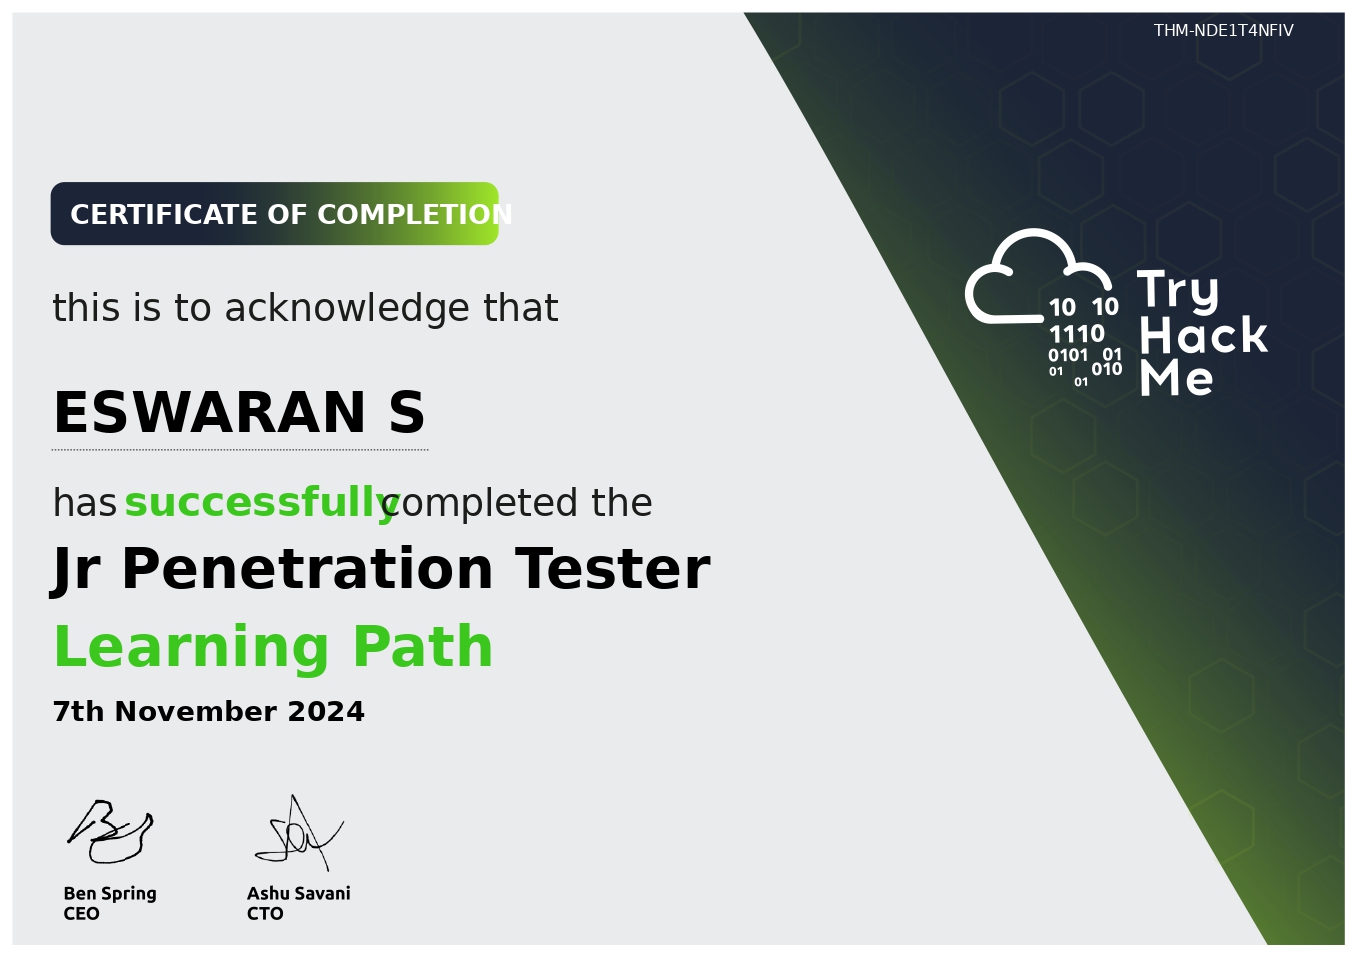 THM-NDE1T4NFIV
CERTIFICATE OF COMPLETION
this is to acknowledge that
ESWARAN S
has successfully completed the
Jr Penetration Tester
Learning Path
7th November 2024
Ben Spring
CEO
Ashu Savani
CTO
10 10
1110
0101 01
01 010
01
Try
Hack
Me